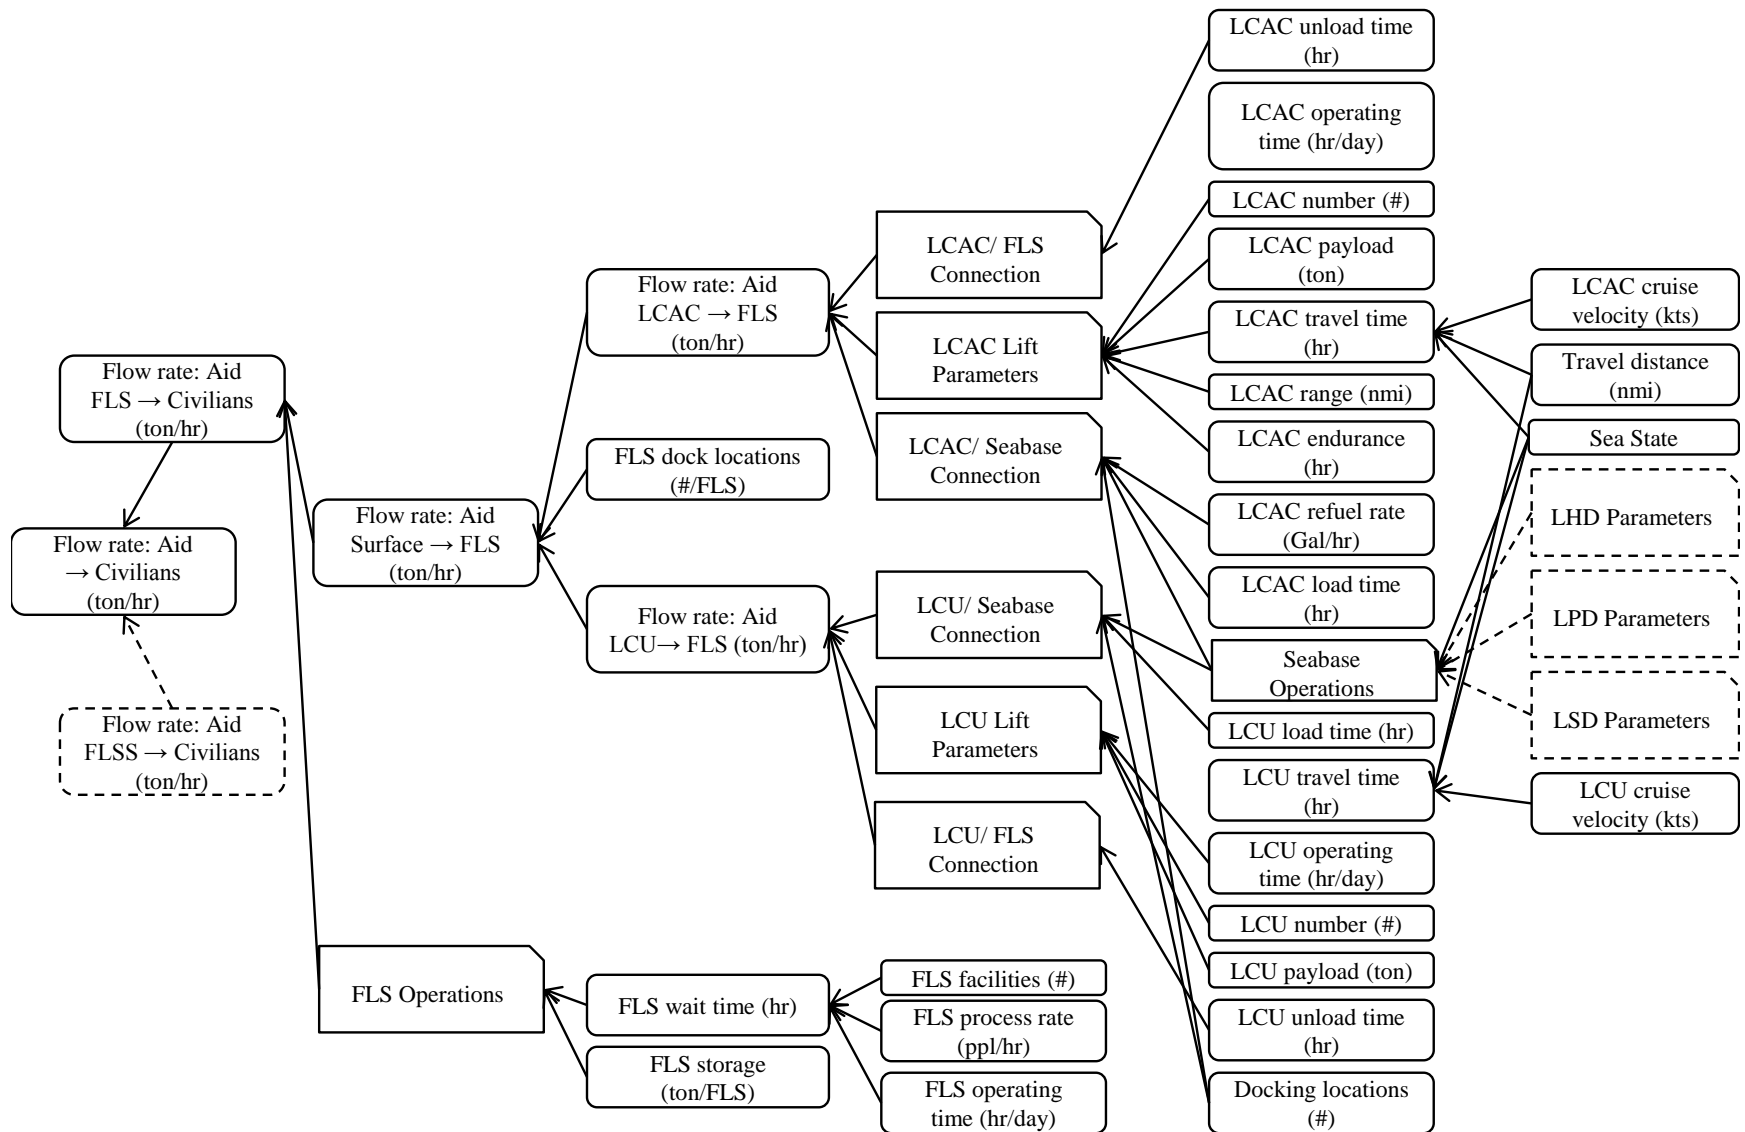 Flow rate: Aid
FLS → Civilians
(ton/hr)
Flow rate: Aid
→ Civilians
(ton/hr)
Flow rate: Aid
FLSS → Civilians
(ton/hr)
Flow rate: Aid
Surface → FLS
(ton/hr)
FLS Operations
Flow rate: Aid
LCAC → FLS
(ton/hr)
FLS dock locations
(#/FLS)
Flow rate: Aid
LCU→ FLS (ton/hr)
FLS wait time (hr)
FLS storage
(ton/FLS)
LCAC/ FLS
Connection
LCAC Lift
Parameters
LCAC/ Seabase
Connection
LCU/ Seabase
Connection
LCU Lift
Parameters
LCU/ FLS
Connection
FLS facilities (#)
FLS process rate
(ppl/hr)
FLS operating
time (hr/day)
LCAC unload time
(hr)
LCAC operating
time (hr/day)
LCAC number (#)
LCAC payload
(ton)
LCAC travel time
(hr)
LCAC range (nmi)
LCAC endurance
(hr)
LCAC refuel rate
(Gal/hr)
LCAC load time
(hr)
Seabase
Operations
LCU load time (hr)
LCU travel time
(hr)
LCU operating
time (hr/day)
LCU number (#)
LCU payload (ton)
LCU unload time
(hr)
Docking locations
(#)
LCAC cruise
velocity (kts)
Travel distance
(nmi)
Sea State
LHD Parameters
LPD Parameters
LSD Parameters
LCU cruise
velocity (kts)